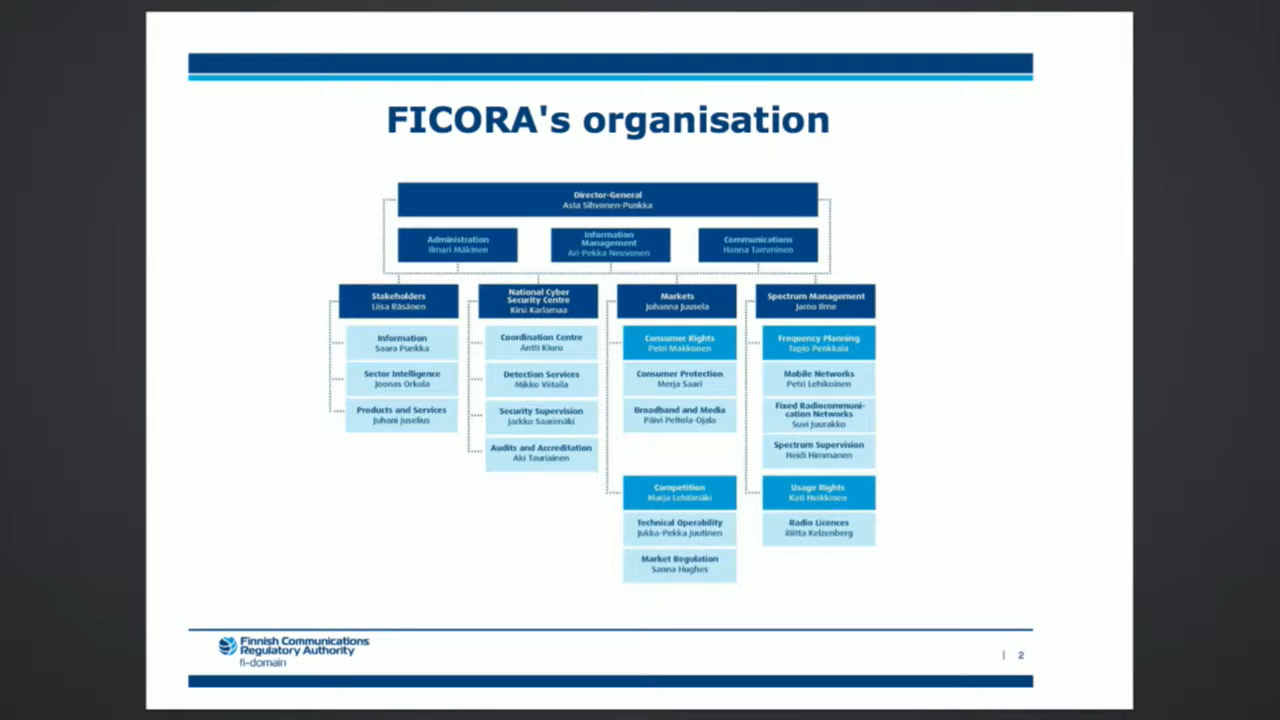 FICORA's organisation
Director-General
Asta Sihvonen-Punkka
Administration
Ilmari Mäkinen
Information
Management
Ari-Pekka Neuvonen
Communications
Hanna Tamminen
Stakeholders
Liisa Räsänen
Information
Saara Punkka
Sector Intelligence
Joonas Orkola
Products and Services
Juhani Juselius
National Cyber
Security Centre
Kirsi Karlamaa
Coordination Centre
Antti Kiuru
Detection Services
Mikko Viitaila
Security Supervision
Jarkko Saarimäki
Audits and Accreditation
Aki Tauriainen
Markets
Johanna Juusela
Consumer Rights
Petri Makkonen
Consumer Protection
Merja Saari
Broadband and Media
Päivi Peltola-Ojala
Competition
Marja Lehtimäki
Technical Operability
Jukka-Pekka Juutinen
Market Regulation
Sanna Hughes
Spectrum Management
Jarno Ilme
Frequency Planning
Tapio Penkkala
Mobile Networks
Petri Lehikoinen
Fixed Radiocommuni-
cation Networks
Suvi Juurakko
Spectrum Supervision
Heidi Himmanen
Usage Rights
Kati Heikkinen
Radio Licences
Riitta Kelzenberg
Finnish Communications
Regulatory Authority
fi-domain
| 2